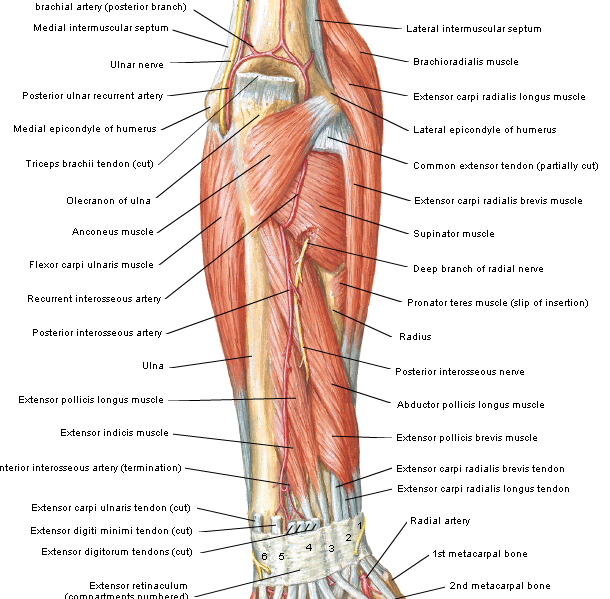 brachial artery (posterior branch)
Medial intermuscular septum
Ulnar nerve
Posterior ulnar recurrent artery
Medial epicondyle of humerus
Triceps brachii tendon (cut)
Olecranon of ulna
Anconeus muscle
Flexor carpi ulnaris muscle
Recurrent interosseous artery
Posterior interosseous artery
Ulna
Extensor pollicis longus muscle
Extensor indicis muscle
nterior interosseous artery (termination)
Extensor carpi ulnaris tendon (cut)
Extensor digiti minimi tendon (cut)
Extensor digitorum tendons (cut)
Extensor retinaculum
(compartments numbered)
Lateral intermuscular septum
Brachioradialis muscle
Extensor carpi radialis longus muscle
Lateral epicondyle of humerus
Common extensor tendon (partially cut)
Extensor carpi radialis brevis muscle
Supinator muscle
Deep branch of radial nerve
Pronator teres muscle (slip of insertion)
Radius
Posterior interosseous nerve
Abductor pollicis longus muscle
Extensor pollicis brevis muscle
Extensor carpi radialis brevis tendon
Extensor carpi radialis longus tendon
Radial artery
1st metacarpal bone
2nd metacarpal bone
6 5 4 3 2 1